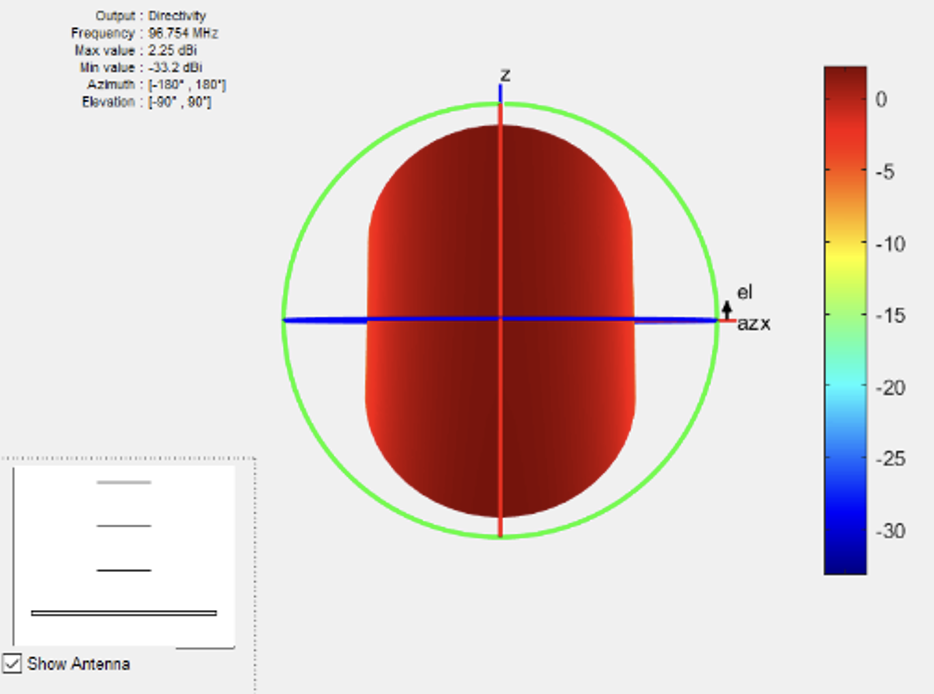 Output : Directivity
Frequency : 96.754 MHz
Max value : 2.25 dBi
Min value : -33.2 dBi
Azimuth : [-180° , 180°]
Elevation : [-90° , 90°]
z
el
azx
0
-5
-10
-15
-20
-25
-30
Show Antenna